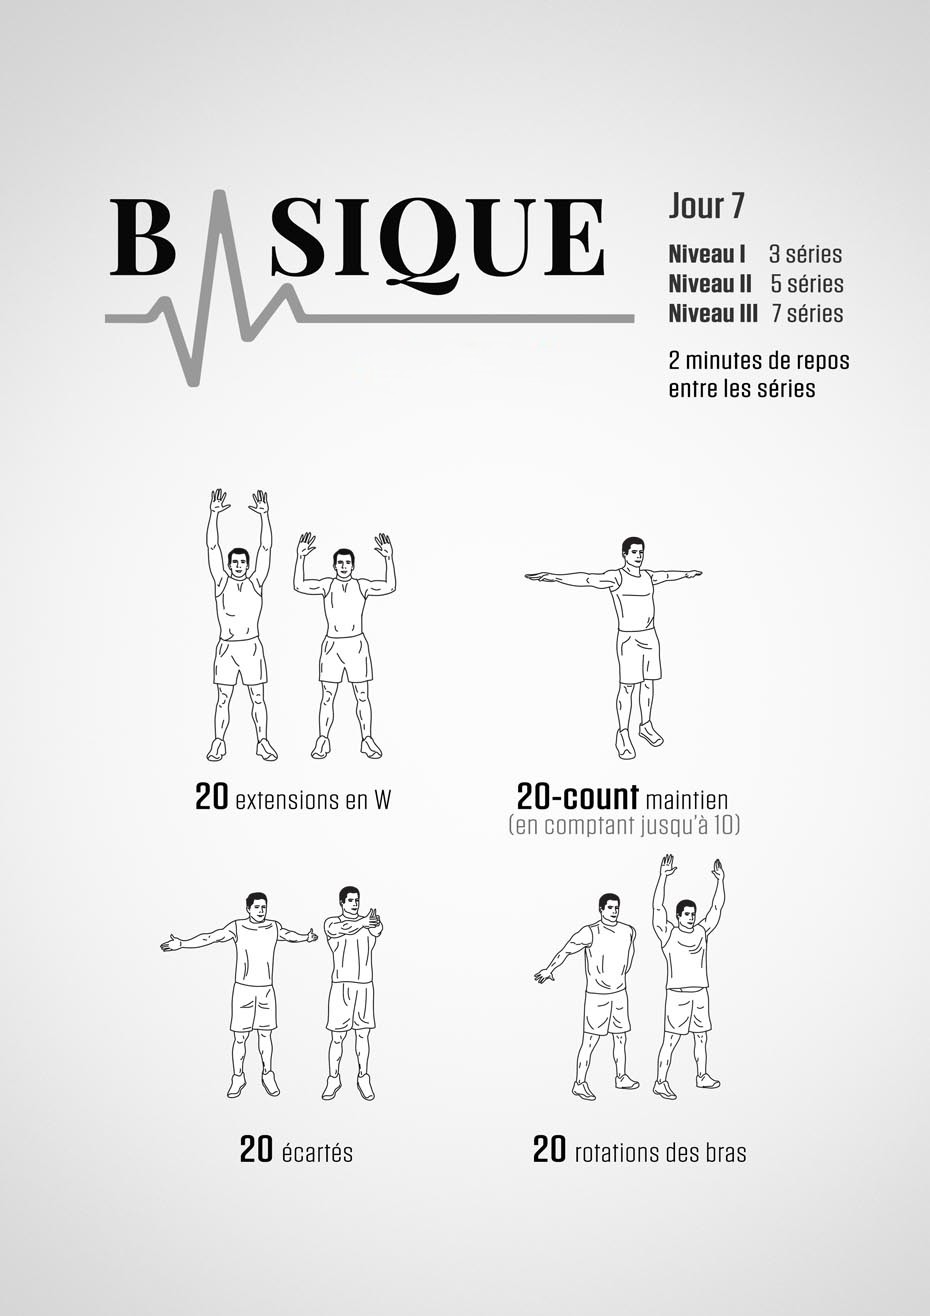 BASIQUE
Jour 7
Niveau I 3 séries
Niveau II 5 séries
Niveau III 7 séries
2 minutes de repos
entre les séries
20 extensions en W
20-count maintien
(en comptant jusqu'à 10)
20 écartés
20 rotations des bras